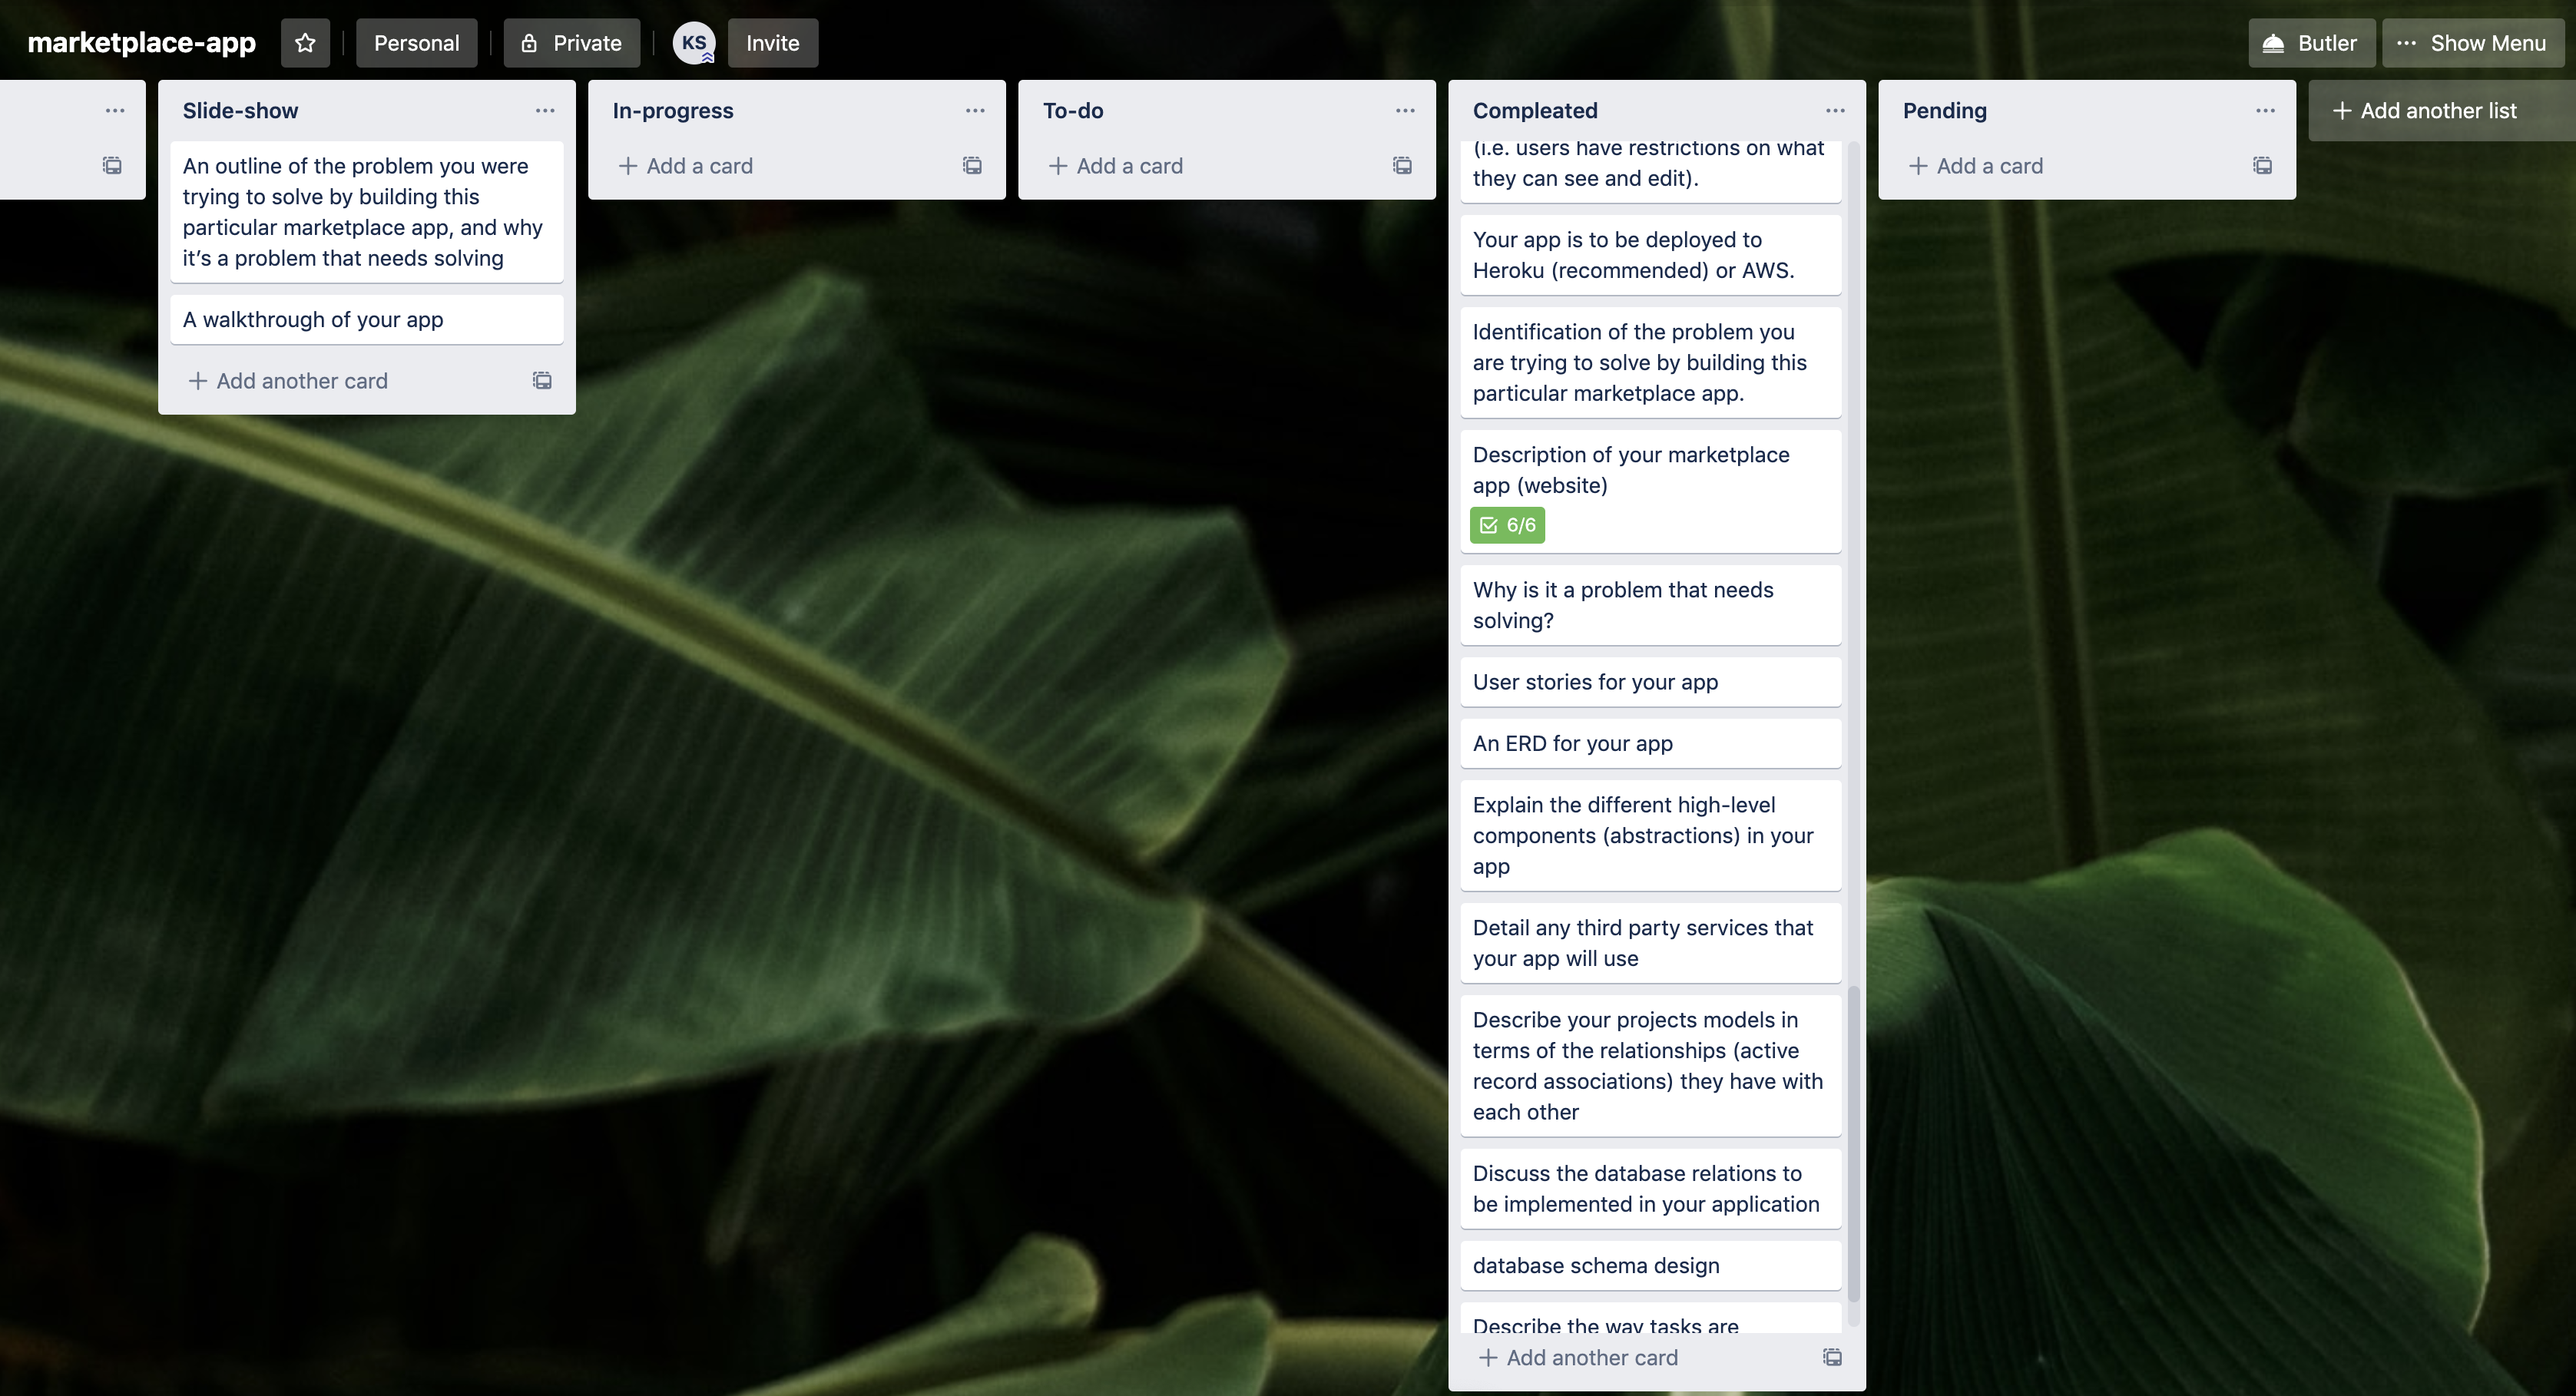 marketplace-app
Personal
Private
KS
Invite
Butler
Show Menu
Slide-show
An outline of the problem you were
trying to solve by building this
particular marketplace app, and why
it’s a problem that needs solving
A walkthrough of your app
Add another card
In-progress
Add a card
To-do
Add a card
Compleated
(i.e. users have restrictions on what
they can see and edit).
Your app is to be deployed to
Heroku (recommended) or AWS.
Identification of the problem you
are trying to solve by building this
particular marketplace app.
Description of your marketplace
app (website)
6/6
Why is it a problem that needs
solving?
User stories for your app
An ERD for your app
Explain the different high-level
components (abstractions) in your
app
Detail any third party services that
your app will use
Describe your projects models in
terms of the relationships (active
record associations) they have with
each other
Discuss the database relations to
be implemented in your application
database schema design
Describe the way tasks are
Add another card
Pending
Add a card
Add another list